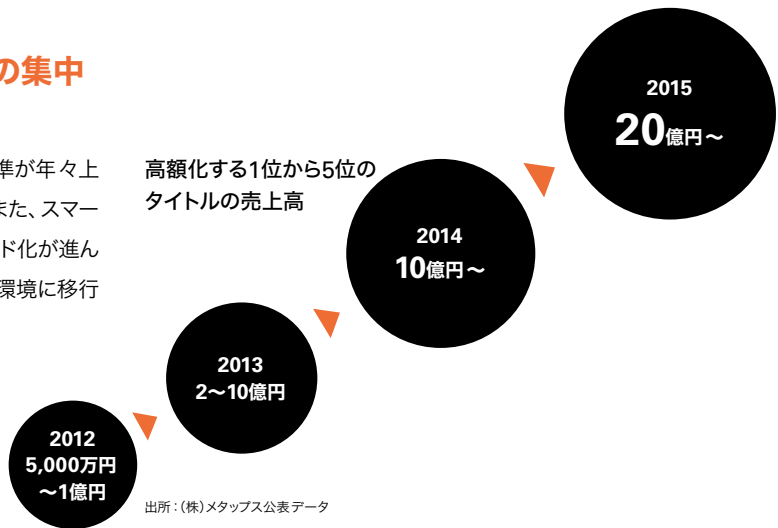 の集中
準が年々上
また、スマー
ド化が進ん
環境に移行
高額化する1位から5位の
タイトルの売上高
2015
20億円～
2014
10億円～
2013
2～10億円
2012
5,000万円
～1億円
出所：(株)メタップス公表データ